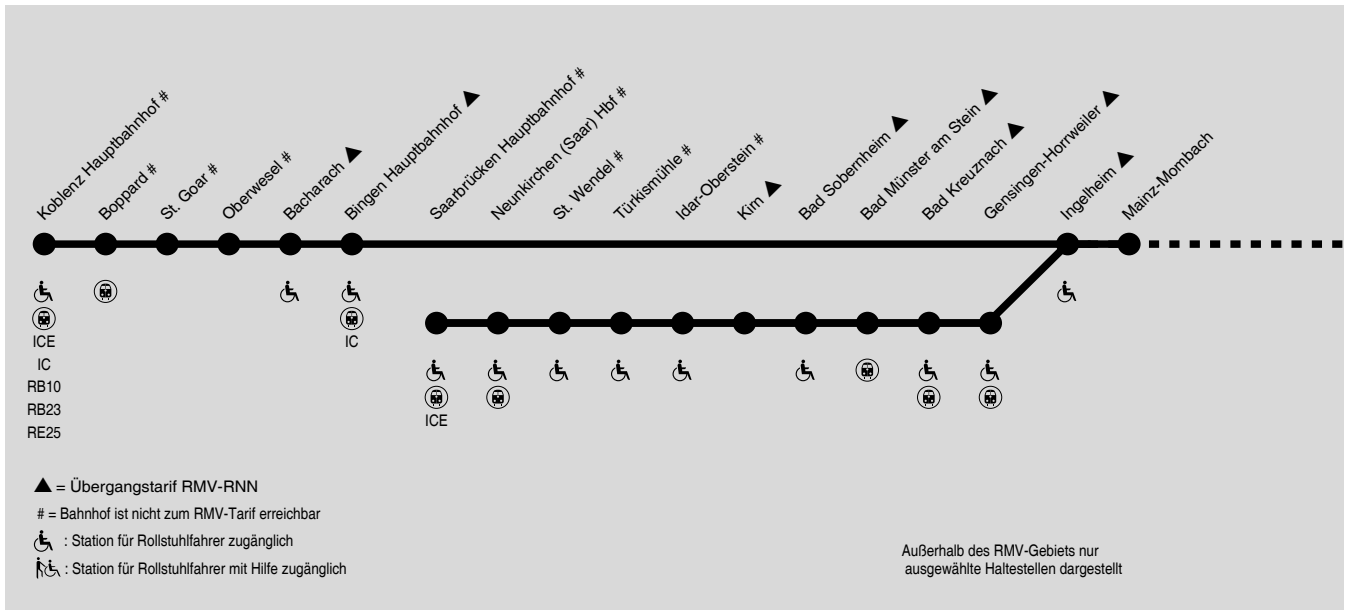 Koblenz Hauptbahnhof #
Boppard #
St. Goar #
Oberwesel #
Bacharach ▲
Bingen Hauptbahnhof ▲
Saarbrücken Hauptbahnhof #
Neunkirchen (Saar) Hbf #
St. Wendel #
Türkismühle #
Idar-Oberstein #
Kirn ▲
Bad Sobernheim ▲
Bad Münster am Stein ▲
Bad Kreuznach ▲
Gensingen-Horrweiler ▲
Ingelheim ▲
Mainz-Mombach
ICE
IC
RB10
RB23
RE25
IC
ICE
▲ = Übergangstarif RMV-RNN
# = Bahnhof ist nicht zum RMV-Tarif erreichbar
: Station für Rollstuhlfahrer zugänglich
: Station für Rollstuhlfahrer mit Hilfe zugänglich
Außerhalb des RMV-Gebiets nur
ausgewählte Haltestellen dargestellt